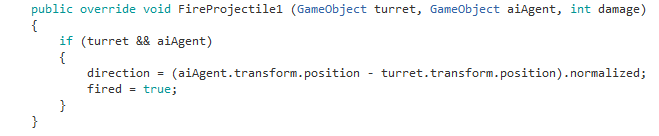 public override void FireProjectile1 (GameObject turret, GameObject aiAgent, int damage)
{
    if (turret && aiAgent)
    {
        direction = (aiAgent.transform.position - turret.transform.position).normalized;
        fired = true;
    }
}